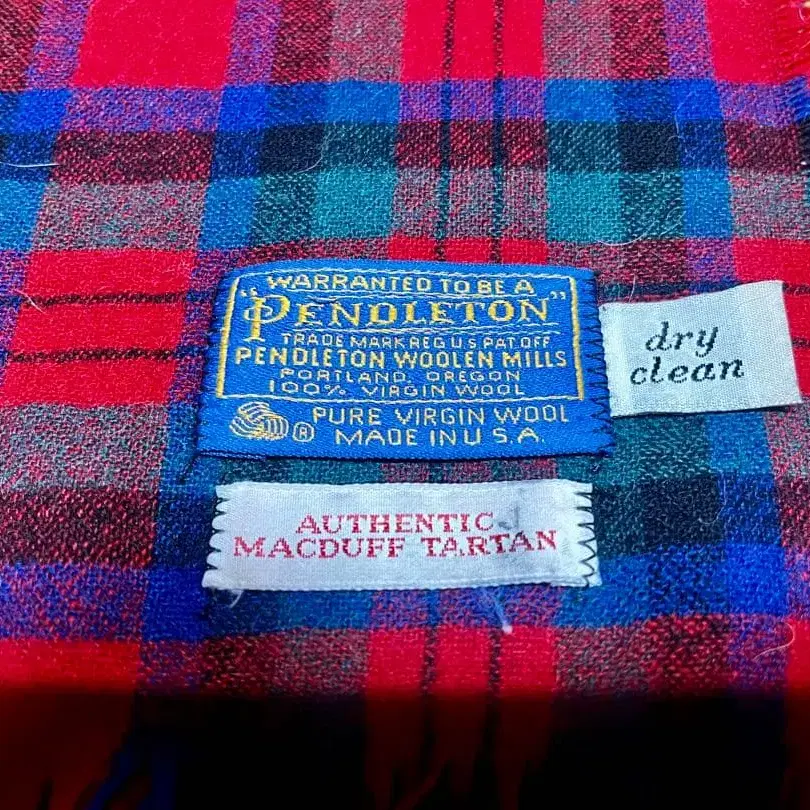 WARRANTED TO BE A
"PENDLETON"
TRADE MARK REG U S PAT OFF
PENDLETON WOOLEN MILLS
PORTLAND, OREGON
100% VIRGIN WOOL
® PURE VIRGIN WOOL
MADE IN U S.A.
dry
clean
AUTHENTIC
MACDUFF TARTAN